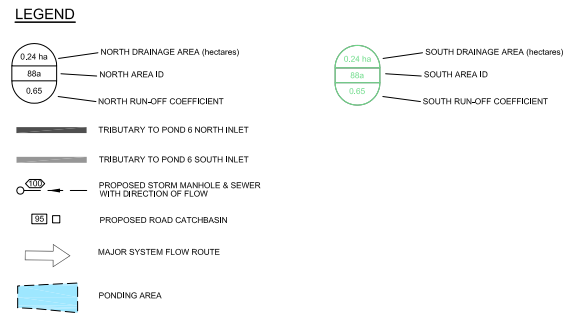 LEGEND
0.24 ha
NORTH DRAINAGE AREA (hectares)
88a
NORTH AREA ID
0.65
NORTH RUN-OFF COEFFICIENT
0.24 ha
SOUTH DRAINAGE AREA (hectares)
88a
SOUTH AREA ID
0.65
SOUTH RUN-OFF COEFFICIENT
TRIBUTARY TO POND 6 NORTH INLET
TRIBUTARY TO POND 6 SOUTH INLET
100
PROPOSED STORM MANHOLE & SEWER
WITH DIRECTION OF FLOW
95
PROPOSED ROAD CATCHBASIN
MAJOR SYSTEM FLOW ROUTE
PONDING AREA